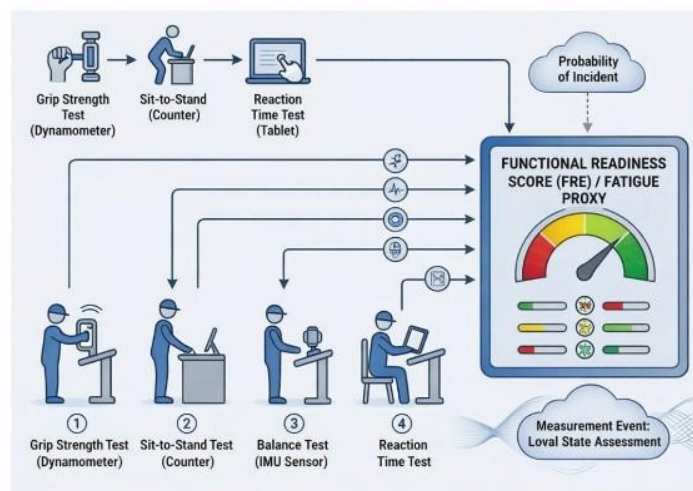 Grip Strength
Test
(Dynamometer)
Sit-to-Stand
(Counter)
Reaction
Time Test
(Tablet)
Probability
of Incident
FUNCTIONAL READINESS
SCORE (FRE) / FATIGUE
PROXY
1
Grip Strength Test
(Dynamometer)
2
Sit-to-Stand Test
(Counter)
3
Balance Test
(IMU Sensor)
4
Reaction
Time Test
Measurement Event:
Loval State Assessment